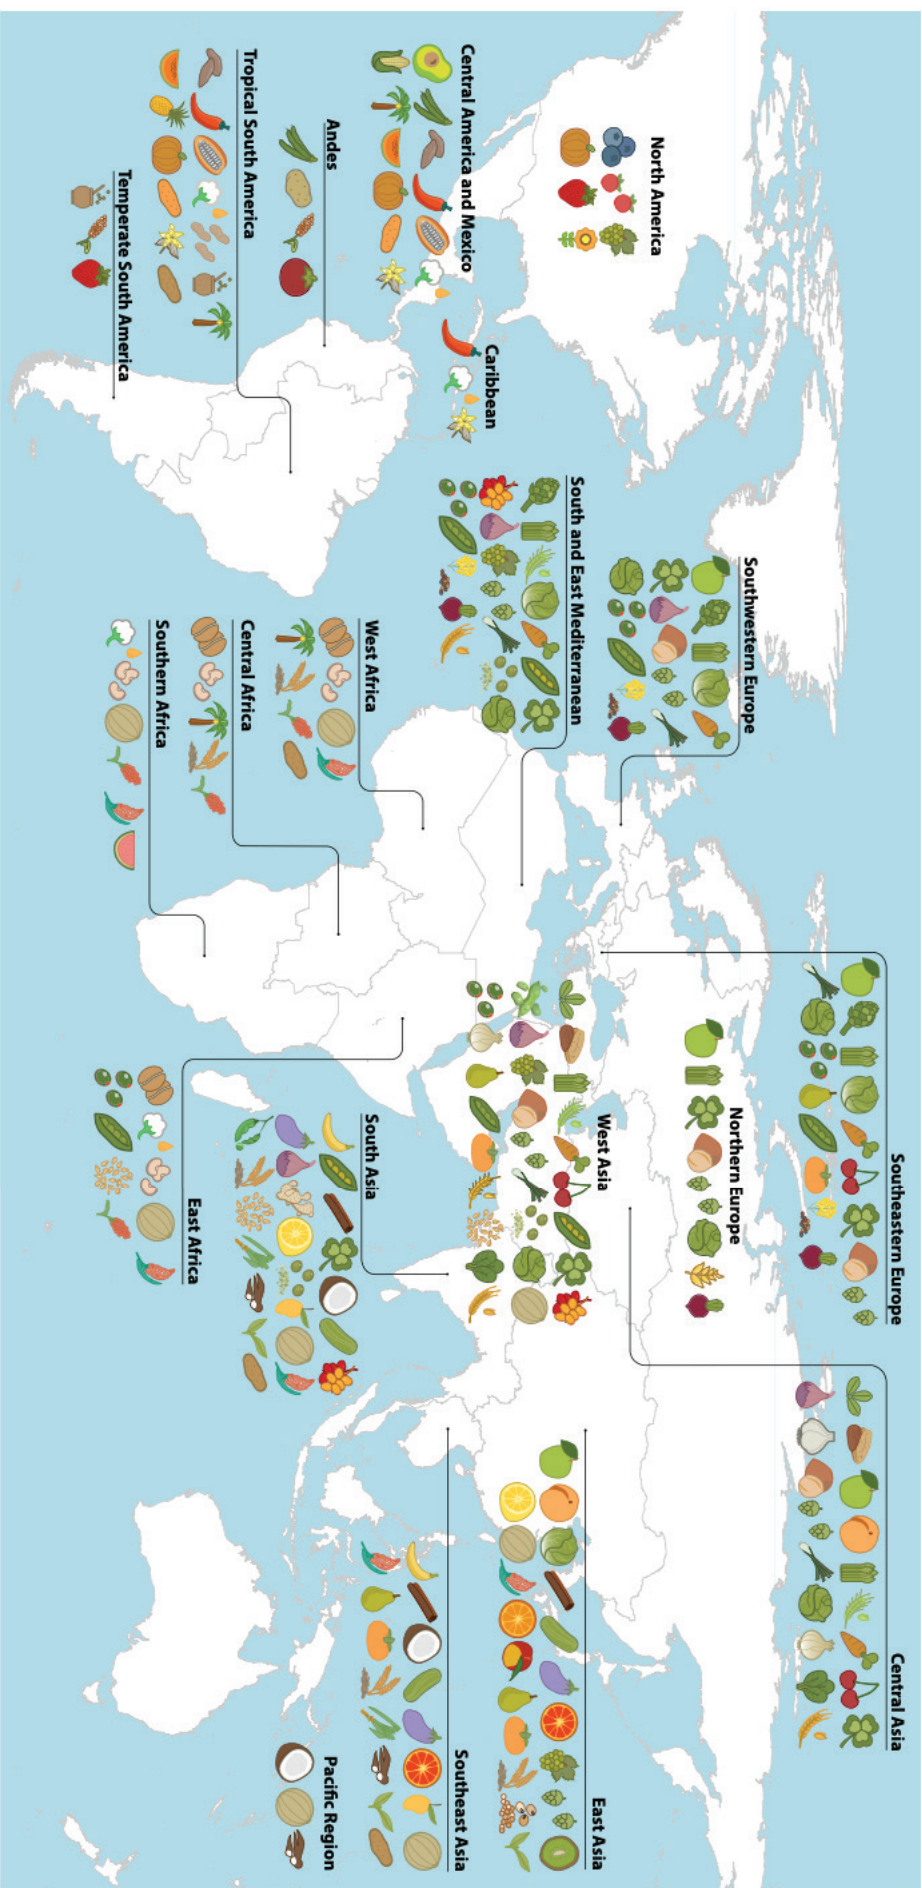 North America
Central America and Mexico
Caribbean
Andes
Tropical South America
Temperate South America
Southwestern Europe
South and East Mediterranean
West Africa
Central Africa
Southern Africa
Southeastern Europe
Northern Europe
West Asia
South Asia
East Africa
Central Asia
East Asia
Southeast Asia
Pacific Region